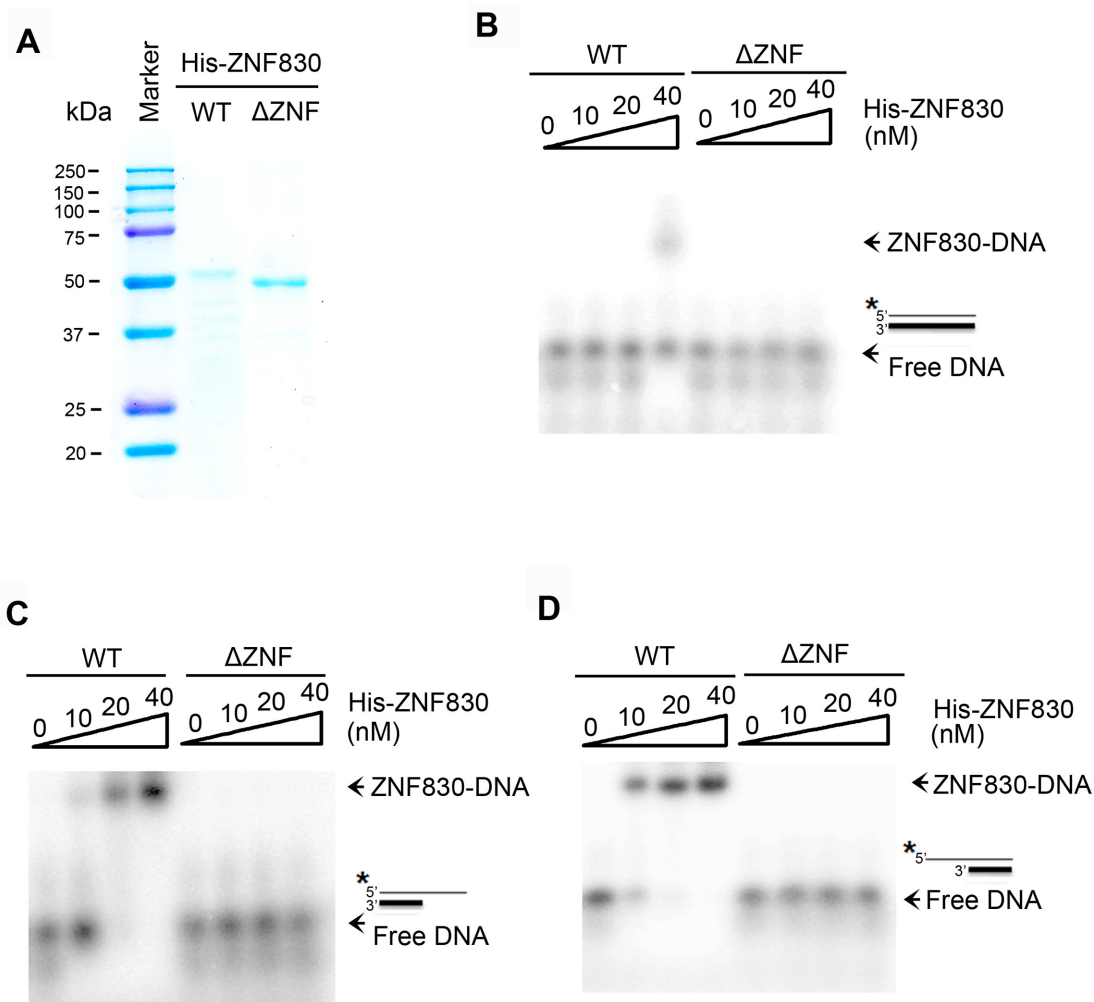 A
Marker
His-ZNF830
kDa
WT ΔZNF
250
150
100
75
50
37
25
20
B
WT ΔZNF
0 10 20 40 0 10 20 40
His-ZNF830
(nM)
ZNF830-DNA
*
5’
3’
Free DNA
C
WT ΔZNF
0 10 20 40 0 10 20 40
His-ZNF830
(nM)
ZNF830-DNA
*
5’
3’
Free DNA
D
WT ΔZNF
0 10 20 40 0 10 20 40
His-ZNF830
(nM)
ZNF830-DNA
*
5’
3’
Free DNA